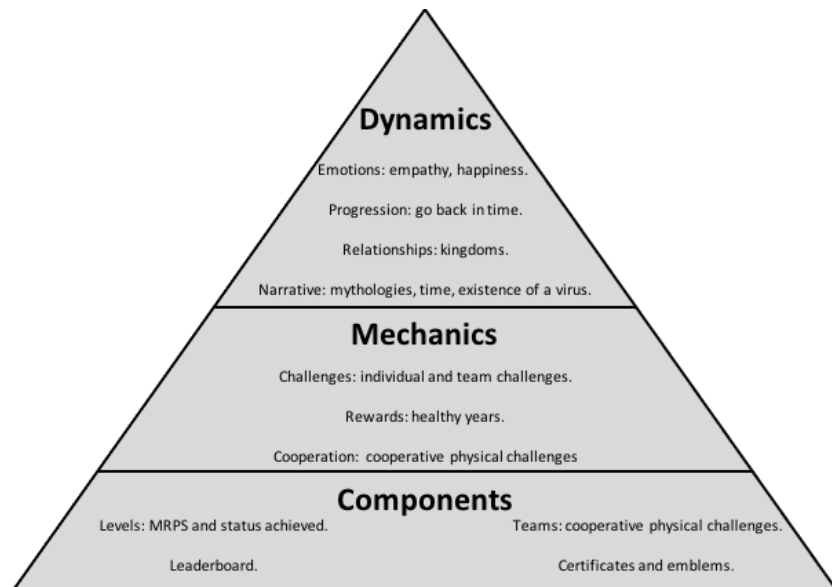 Dynamics
Emotions: empathy, happiness.
Progression: go back in time.
Relationships: kingdoms.
Narrative: mythologies, time, existence of a virus.
Mechanics
Challenges: individual and team challenges.
Rewards: healthy years.
Cooperation: cooperative physical challenges
Components
Levels: MRPS and status achieved.
Teams: cooperative physical challenges.
Leaderboard.
Certificates and emblems.